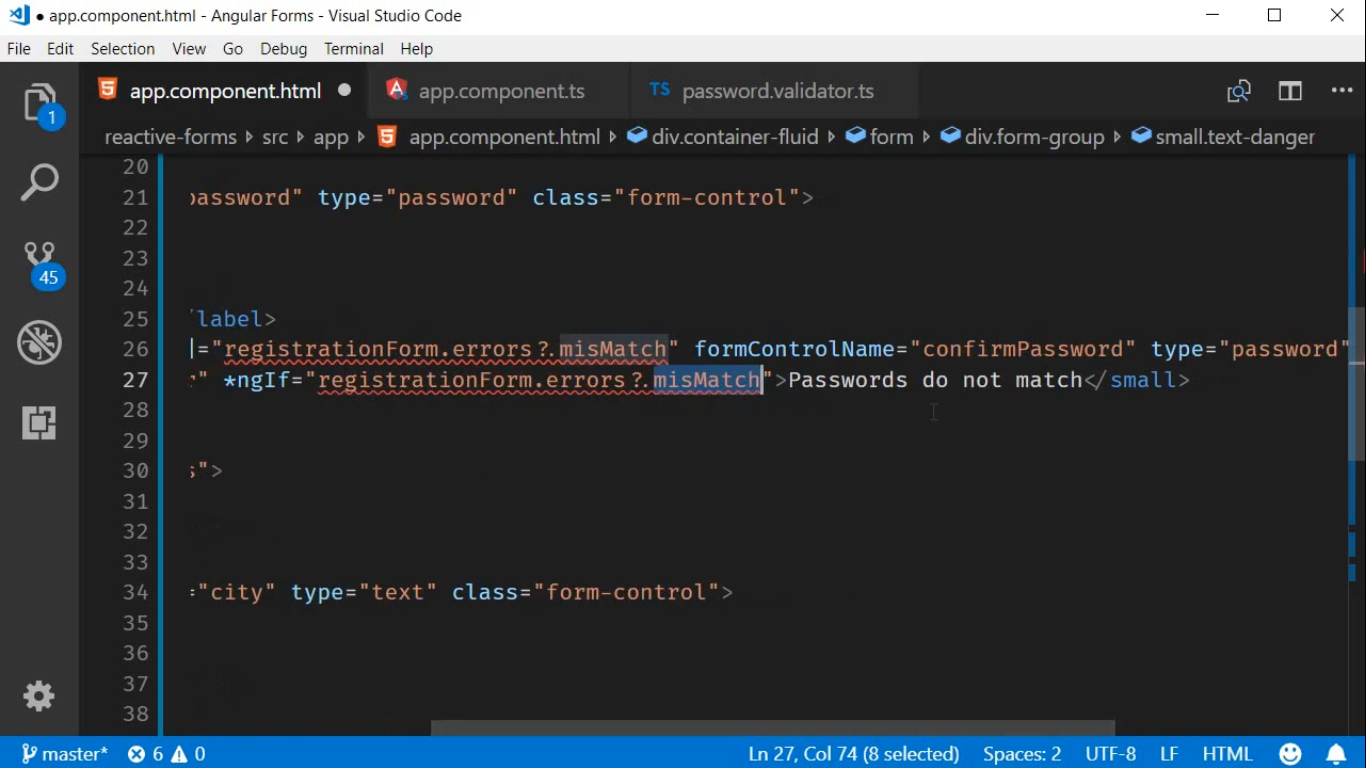 app.component.html - Angular Forms - Visual Studio Code
File Edit Selection View Go Debug Terminal Help
app.component.html app.component.ts TS password.validator.ts
1
reactive-forms src app app.component.html div.container-fluid form div.form-group small.text-danger
20
21 password" type="password" class="form-control">
22
23
24
25 /label>
26 ]="registrationForm.errors?.misMatch" formControlName="confirmPassword" type="password"
27 " *ngIf="registrationForm.errors?.misMatch">Passwords do not match</small>
28
29
30 s">
31
32
33
34 ="city" type="text" class="form-control">
35
36
37
38
45
master* 6 0 Ln 27, Col 74 (8 selected) Spaces: 2 UTF-8 LF HTML